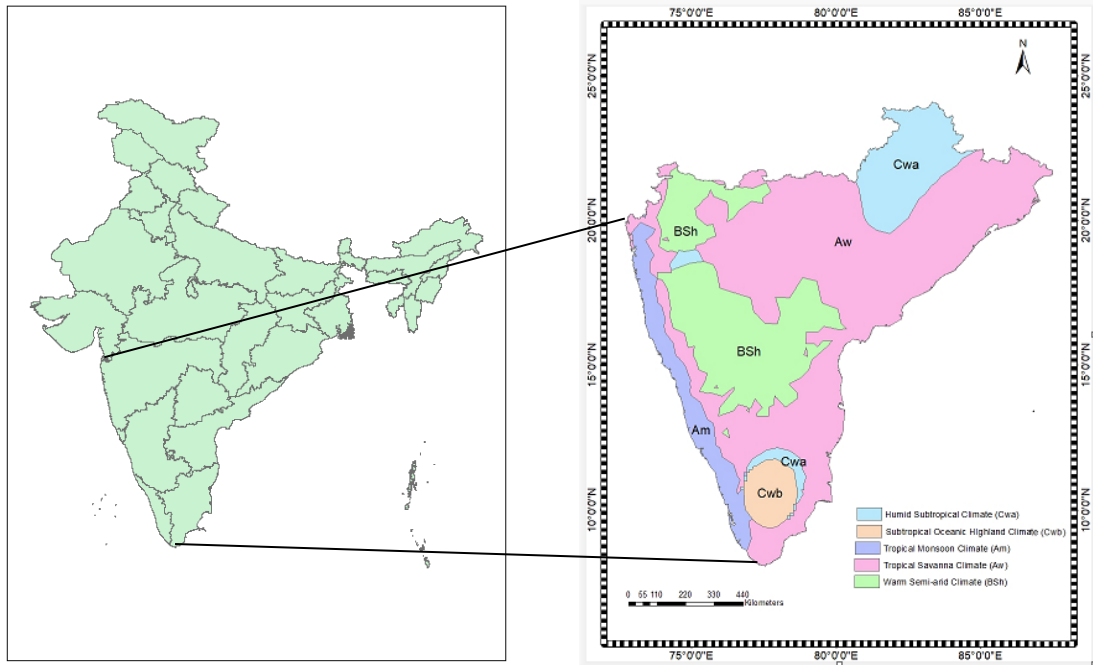 75°0'0"E 80°0'0"E 85°0'0"E
N
25°0'0"N 25°0'0"N
Cwa
20°0'0"N 20°0'0"N
BSh
Aw
15°0'0"N 15°0'0"N
BSh
Am
Cwa
Cwb
10°0'0"N 10°0'0"N
Humid Subtropical Climate (Cwa)
Subtropical Oceanic Highland Climate (Cwb)
Tropical Monsoon Climate (Am)
Tropical Savanna Climate (Aw)
Warm Semi-arid Climate (BSh)
0 55 110 220 330 440
Kilometers
75°0'0"E 80°0'0"E 85°0'0"E